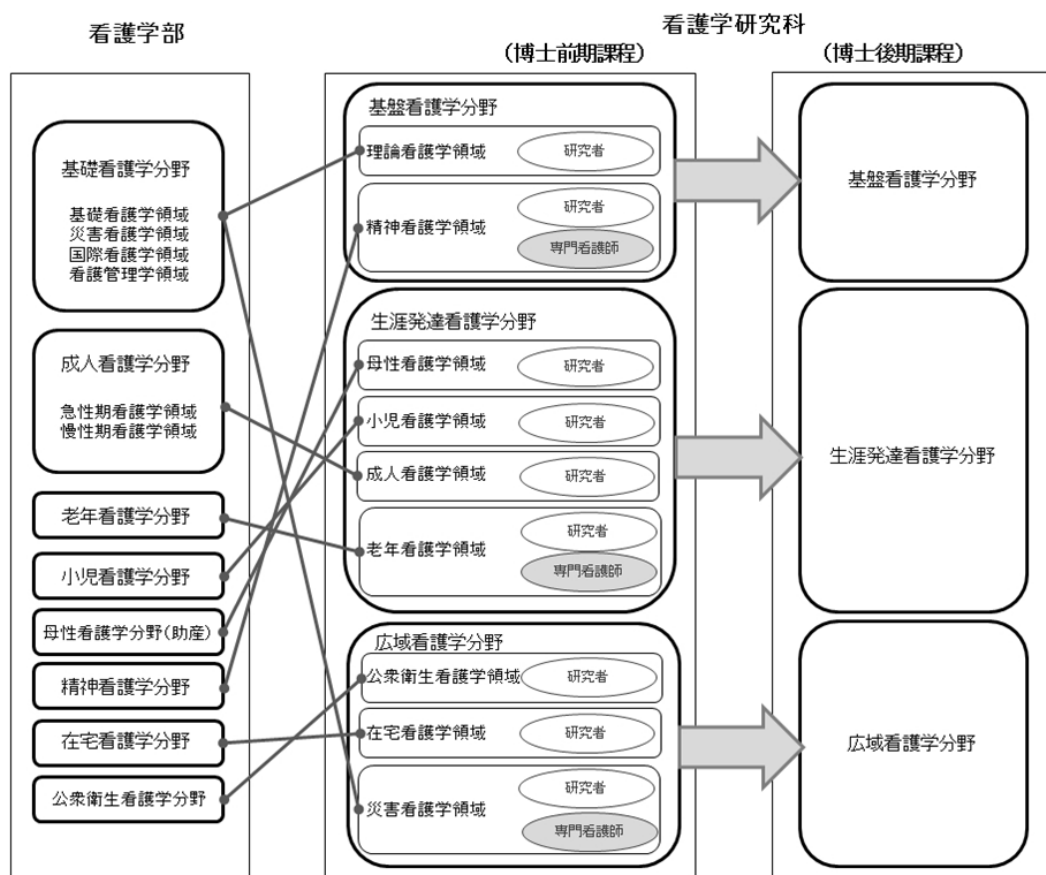 看護学部
看護学研究科
(博士前期課程)
(博士後期課程)
基礎看護学分野
基礎看護学領域
災害看護学領域
国際看護学領域
看護管理学領域
成人看護学分野
急性期看護学領域
慢性期看護学領域
老年看護学分野
小児看護学分野
母性看護学分野(助産)
精神看護学分野
在宅看護学分野
公衆衛生看護学分野
基盤看護学分野
理論看護学領域
研究者
精神看護学領域
研究者
専門看護師
生涯発達看護学分野
母性看護学領域
研究者
小児看護学領域
研究者
成人看護学領域
研究者
老年看護学領域
研究者
専門看護師
広域看護学分野
公衆衛生看護学領域
研究者
在宅看護学領域
研究者
災害看護学領域
研究者
専門看護師
基盤看護学分野
生涯発達看護学分野
広域看護学分野